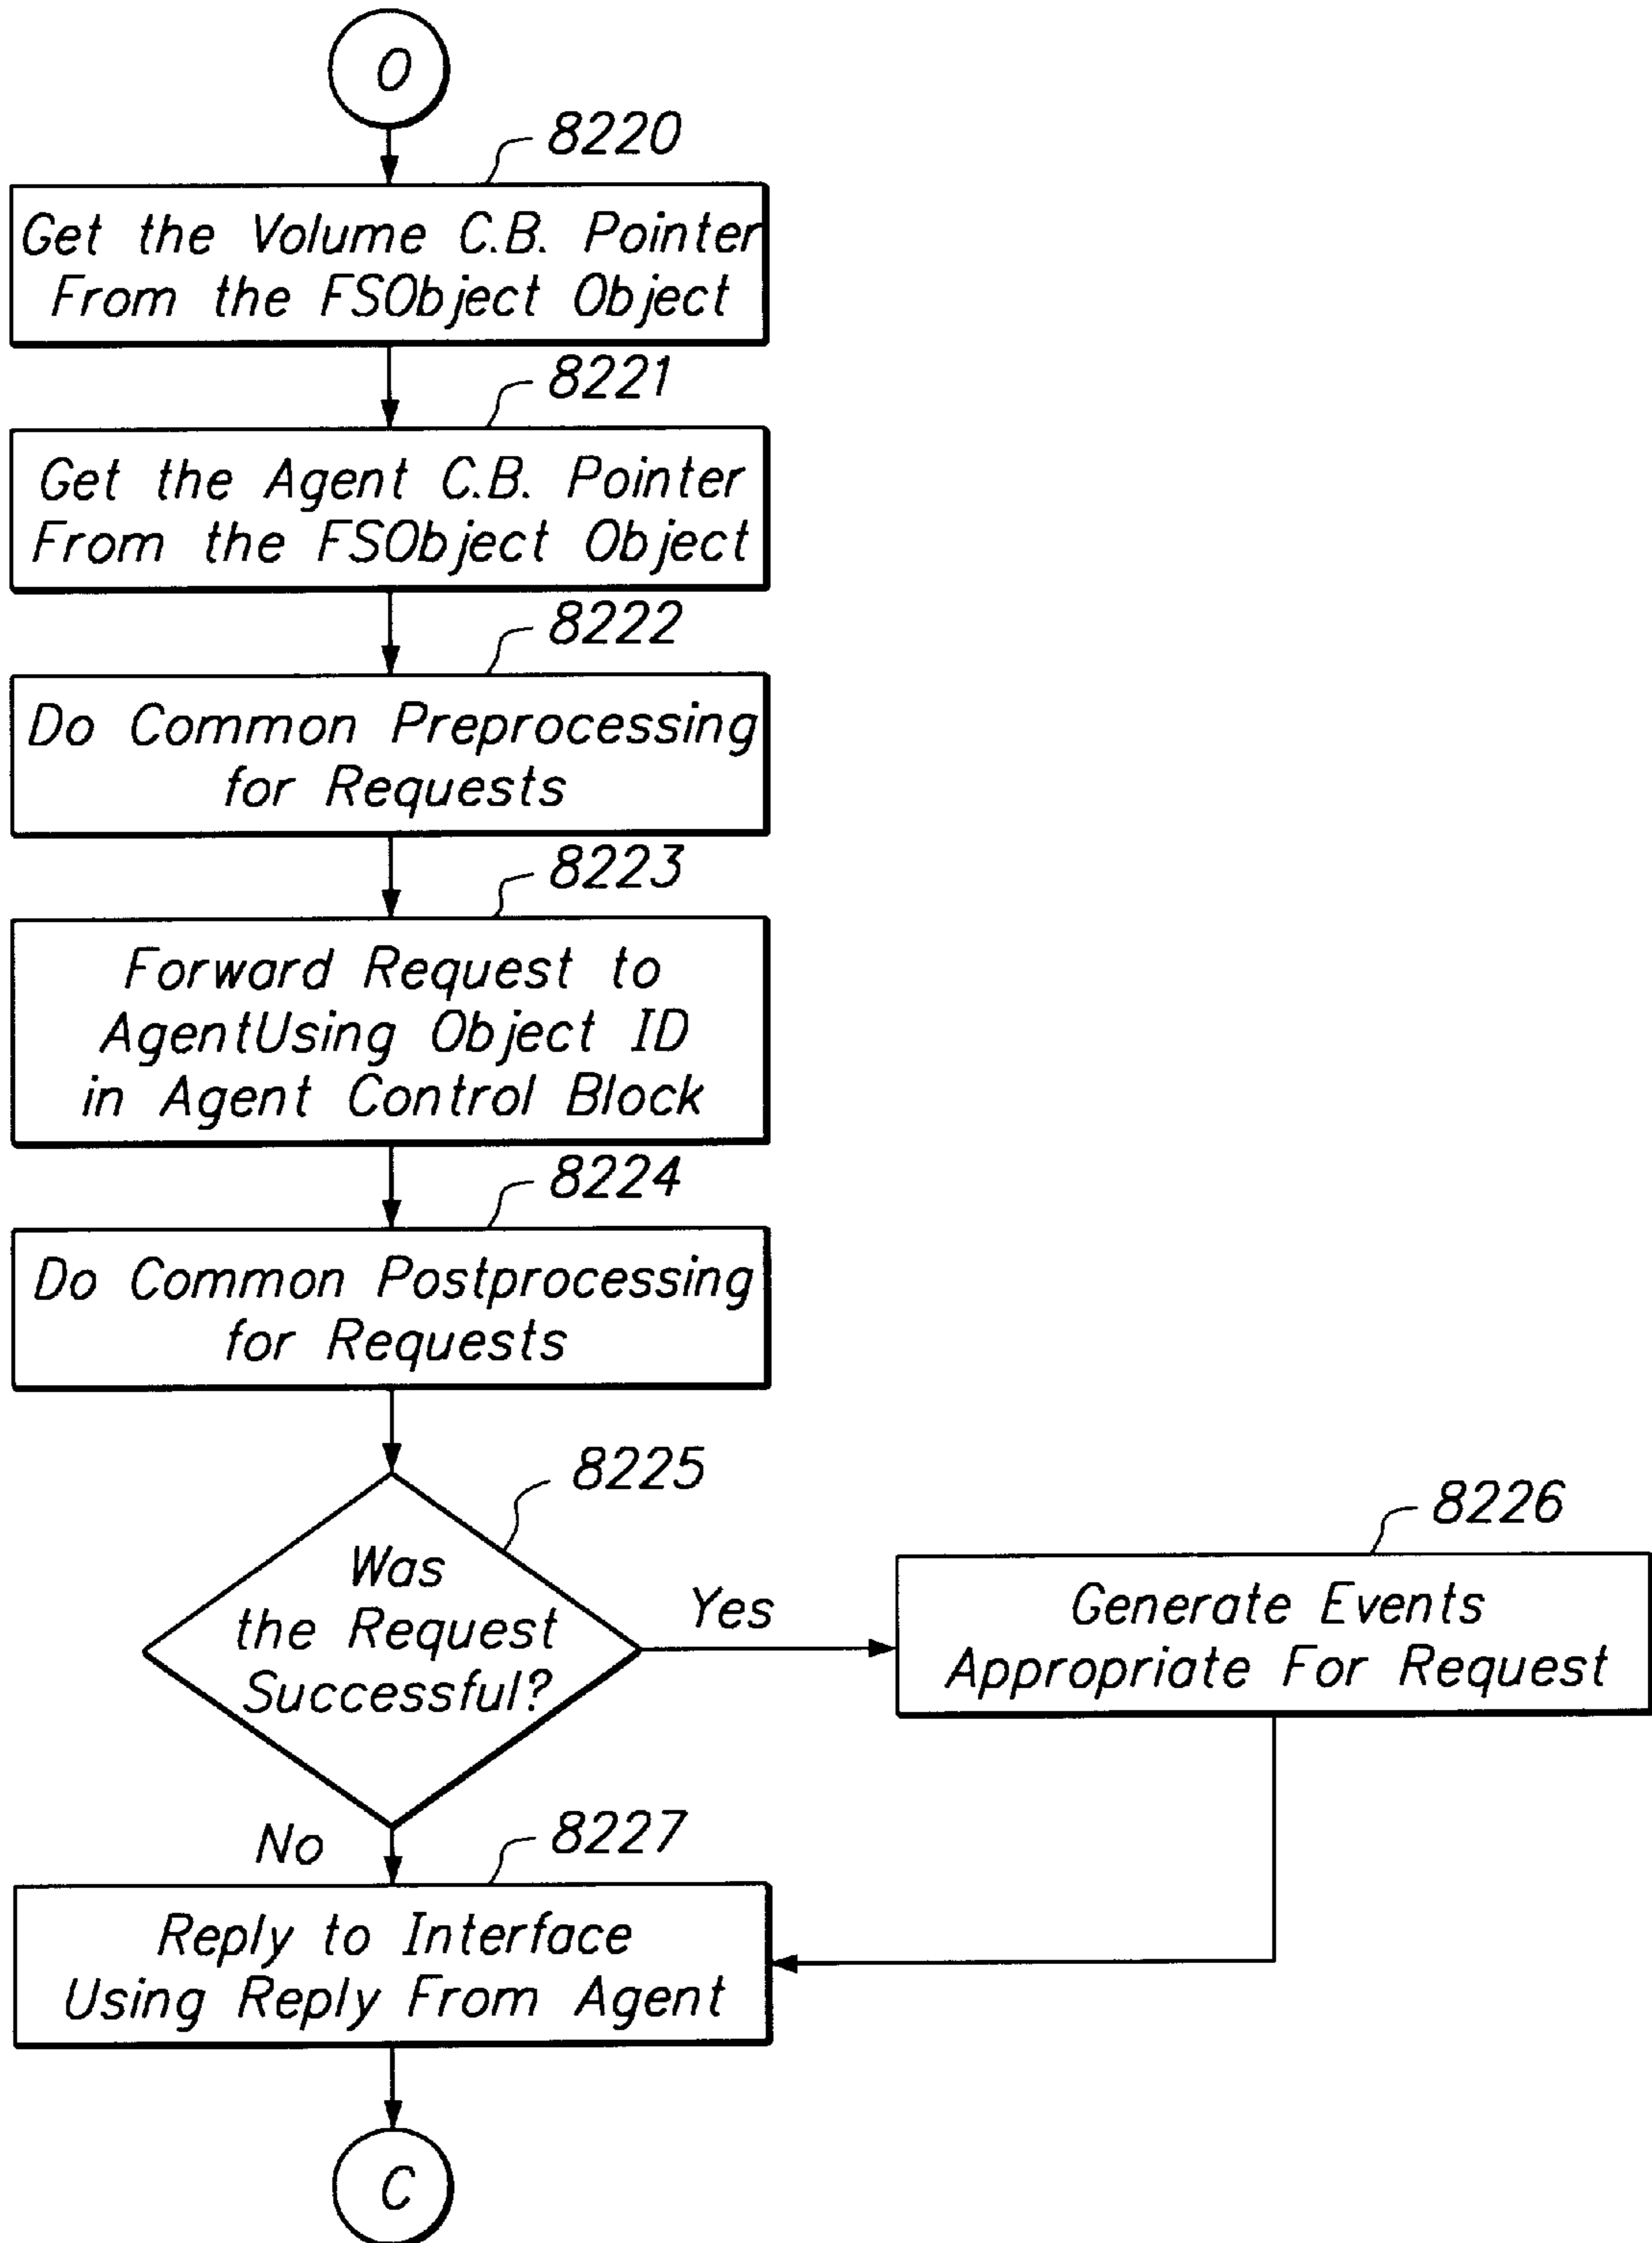 O
8220
Get the Volume C.B. Pointer
From the FSObject Object
8221
Get the Agent C.B. Pointer
From the FSObject Object
8222
Do Common Preprocessing
for Requests
8223
Forward Request to
AgentUsing Object ID
in Agent Control Block
8224
Do Common Postprocessing
for Requests
8225
Was
the Request
Successful?
Yes
8226
Generate Events
Appropriate For Request
No
8227
Reply to Interface
Using Reply From Agent
C